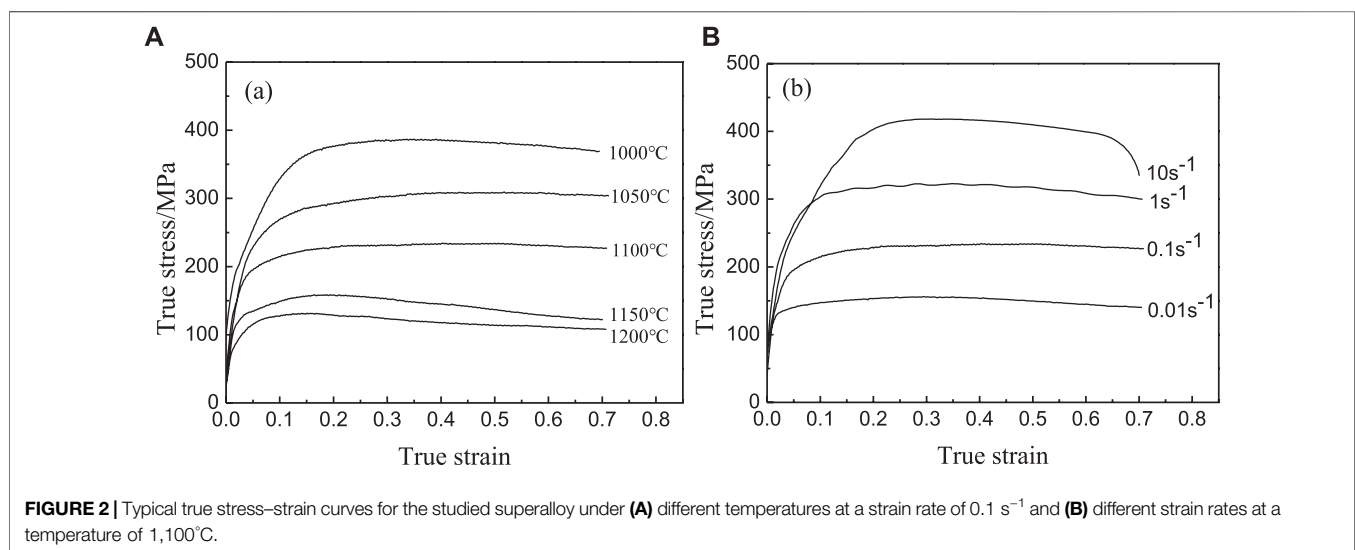 A
(a)
True stress/MPa
500
400
300
200
100
0
1000°C
1050°C
1100°C
1150°C
1200°C
0.0 0.1 0.2 0.3 0.4 0.5 0.6 0.7 0.8
True strain
B
(b)
True stress/MPa
500
400
300
200
100
0
10s⁻¹
1s⁻¹
0.1s⁻¹
0.01s⁻¹
0.0 0.1 0.2 0.3 0.4 0.5 0.6 0.7 0.8
True strain
FIGURE 2 | Typical true stress–strain curves for the studied superalloy under (A) different temperatures at a strain rate of 0.1 s⁻¹ and (B) different strain rates at a
temperature of 1,100°C.